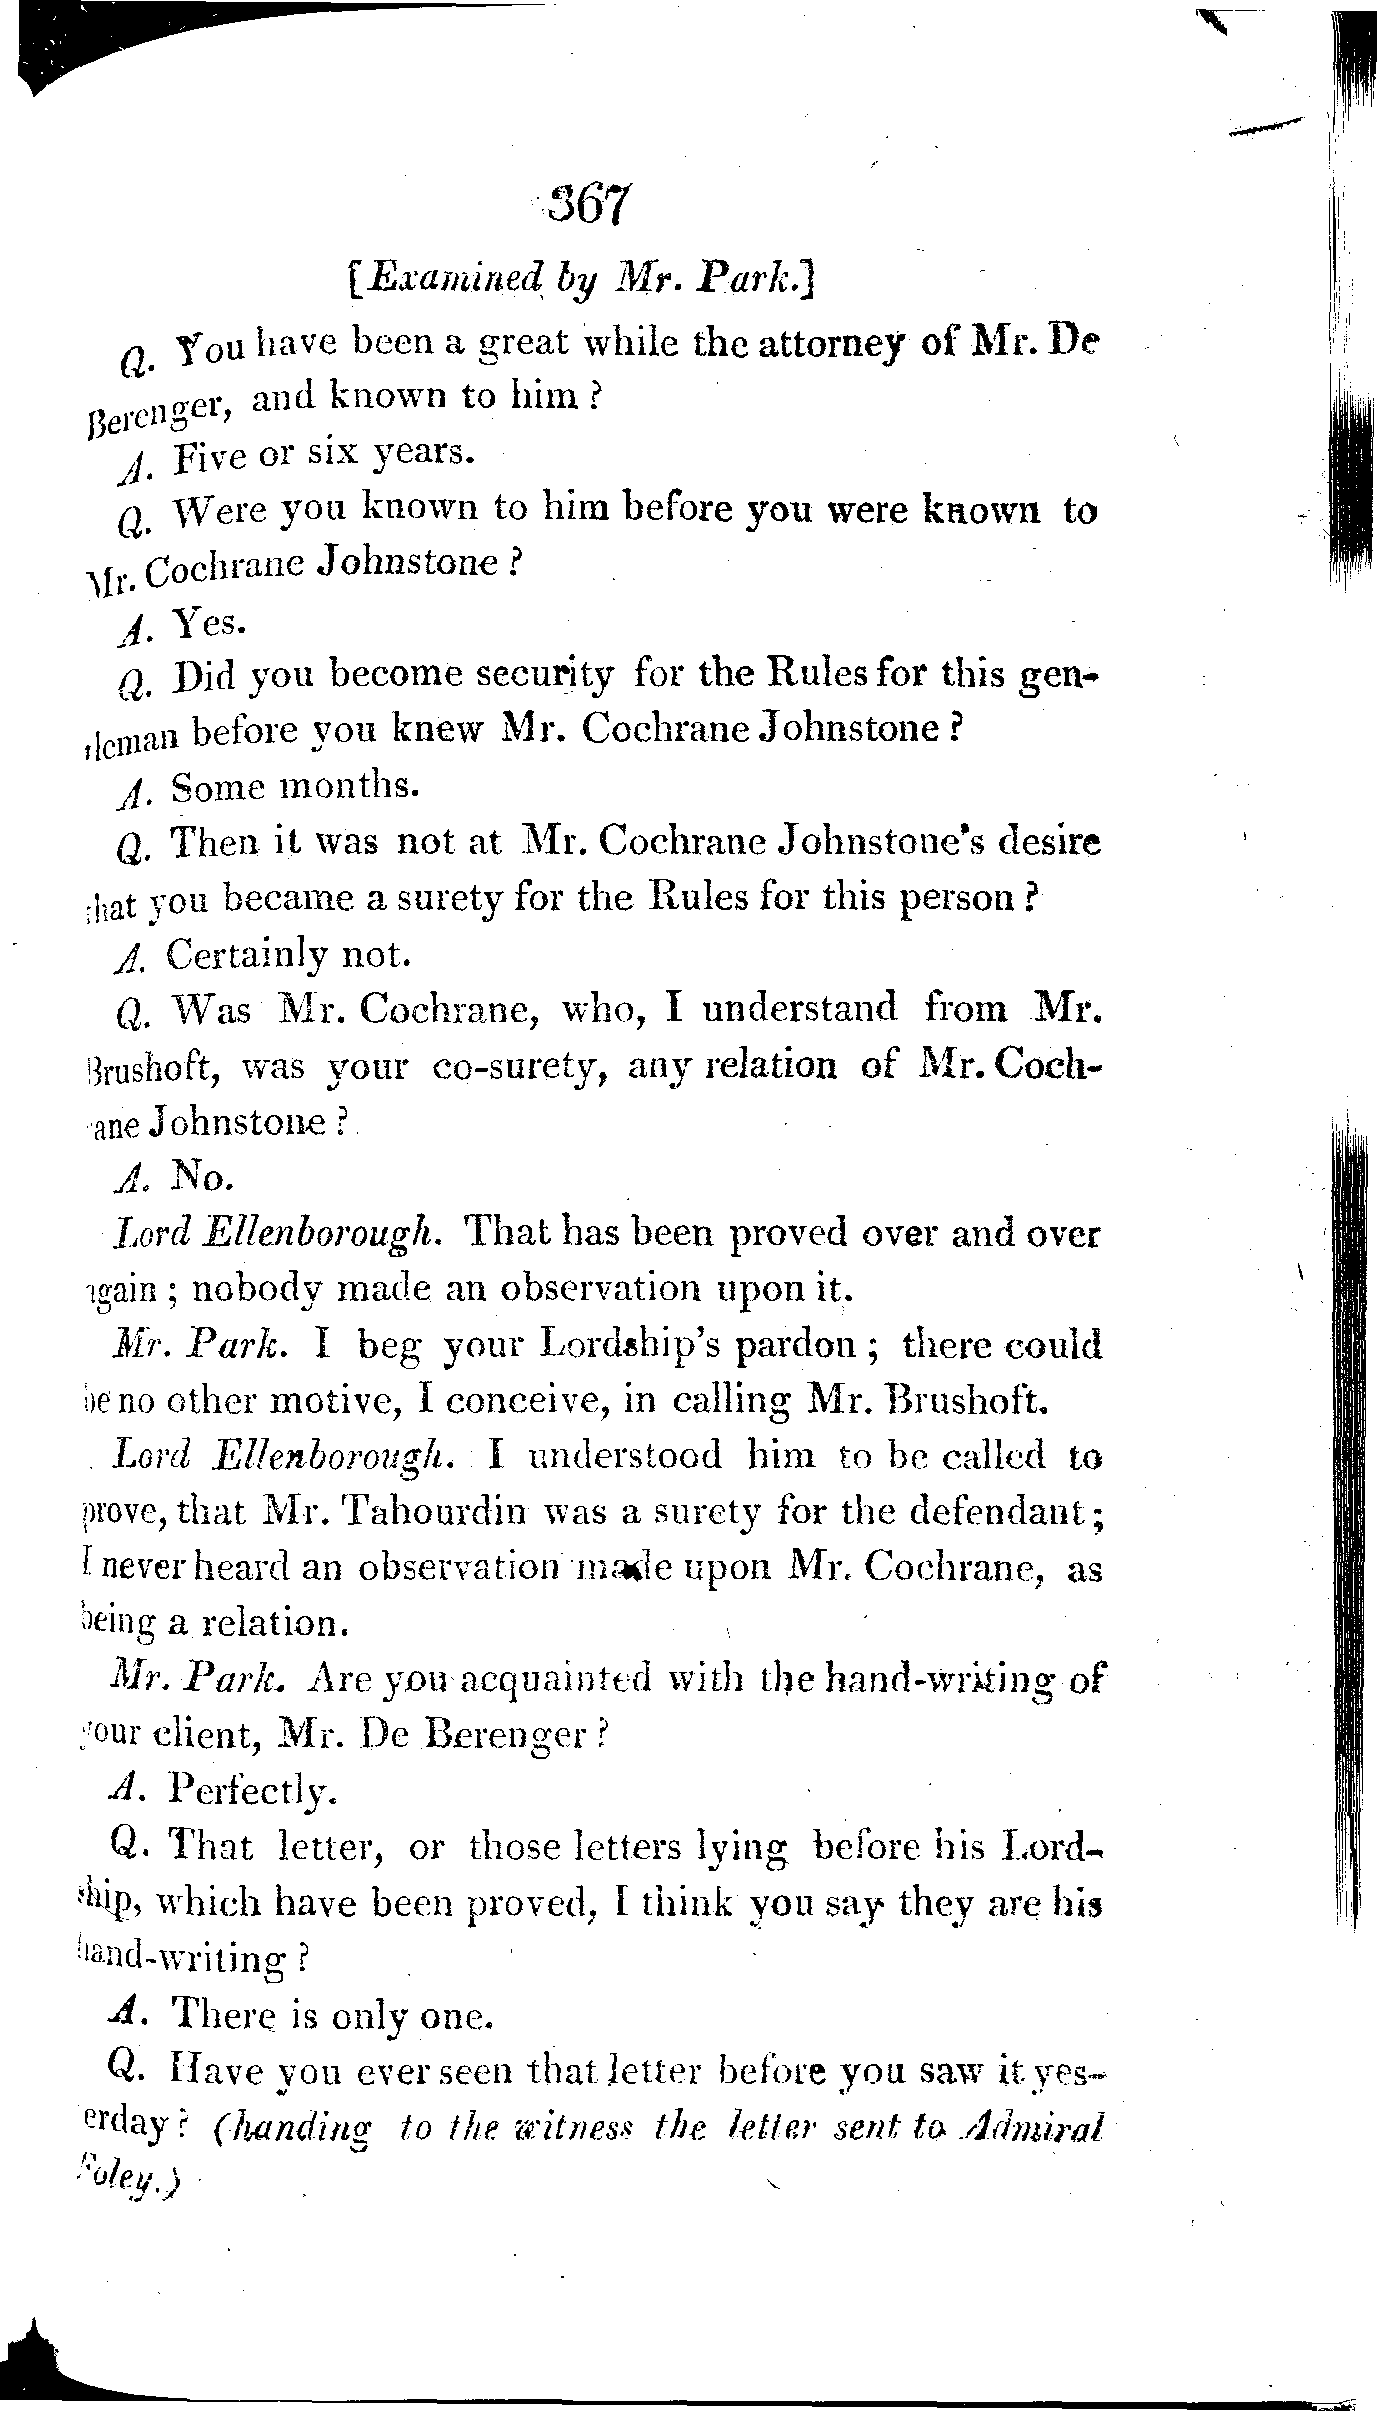 367
[Examined by Mr. Park.]
Q. You have been a great while the attorney of Mr. De
Berenger, and known to him?
A. Five or six years.
Q. Were you known to him before you were known to
Mr. Cochrane Johnstone?
A. Yes.
Q. Did you become security for the Rules for this gen-
tleman before you knew Mr. Cochrane Johnstone?
A. Some months.
Q. Then it was not at Mr. Cochrane Johnstone's desire
that you became a surety for the Rules for this person?
A. Certainly not.
Q. Was Mr. Cochrane, who, I understand from Mr.
Brushoft, was your co-surety, any relation of Mr. Coch-
rane Johnstone?
A. No.
Lord Ellenborough. That has been proved over and over
again; nobody made an observation upon it.
Mr. Park. I beg your Lordship's pardon; there could
be no other motive, I conceive, in calling Mr. Brushoft.
Lord Ellenborough. I understood him to be called to
prove, that Mr. Tahourdin was a surety for the defendant;
I never heard an observation made upon Mr. Cochrane, as
being a relation.
Mr. Park. Are you acquainted with the hand-writing of
your client, Mr. De Berenger?
A. Perfectly.
Q. That letter, or those letters lying before his Lord-
ship, which have been proved, I think you say they are his
hand-writing?
A. There is only one.
Q. Have you ever seen that letter before you saw it yes-
erday? (handing to the witness the letter sent to Admiral
Foley.)